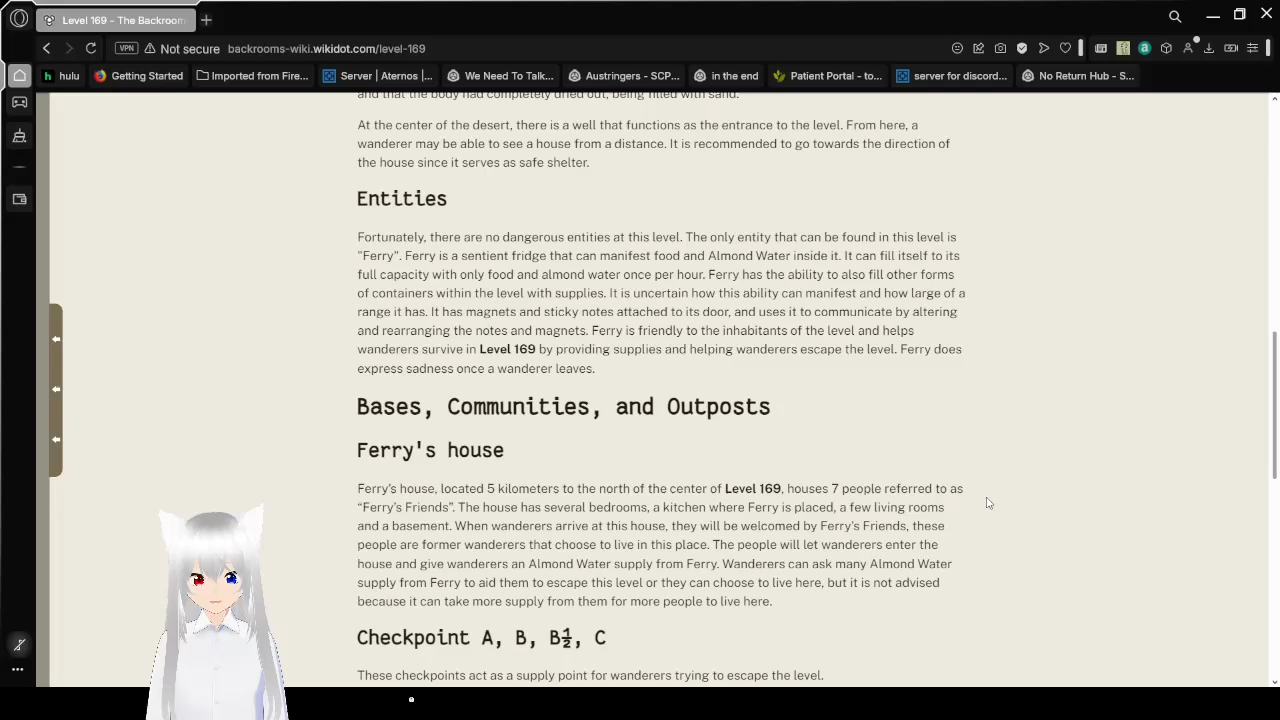 Level 169 - The Backroom
VPN Not secure backrooms-wiki.wikidot.com/level-169
hulu Getting Started Imported from Fire... Server | Aternos |... We Need To Talk... Austringers - SCP... in the end Patient Portal - to... server for discord... No Return Hub - S...
and that the body had completely dried out, being filled with sand.
At the center of the desert, there is a well that functions as the entrance to the level. From here, a
wanderer may be able to see a house from a distance. It is recommended to go towards the direction of
the house since it serves as safe shelter.
Entities
Fortunately, there are no dangerous entities at this level. The only entity that can be found in this level is
"Ferry". Ferry is a sentient fridge that can manifest food and Almond Water inside it. It can fill itself to its
full capacity with only food and almond water once per hour. Ferry has the ability to also fill other forms
of containers within the level with supplies. It is uncertain how this ability can manifest and how large of a
range it has. It has magnets and sticky notes attached to its door, and uses it to communicate by altering
and rearranging the notes and magnets. Ferry is friendly to the inhabitants of the level and helps
wanderers survive in Level 169 by providing supplies and helping wanderers escape the level. Ferry does
express sadness once a wanderer leaves.
Bases, Communities, and Outposts
Ferry's house
Ferry's house, located 5 kilometers to the north of the center of Level 169, houses 7 people referred to as
“Ferry's Friends”. The house has several bedrooms, a kitchen where Ferry is placed, a few living rooms
and a basement. When wanderers arrive at this house, they will be welcomed by Ferry's Friends, these
people are former wanderers that choose to live in this place. The people will let wanderers enter the
house and give wanderers an Almond Water supply from Ferry. Wanderers can ask many Almond Water
supply from Ferry to aid them to escape this level or they can choose to live here, but it is not advised
because it can take more supply from them for more people to live here.
Checkpoint A, B, B½, C
These checkpoints act as a supply point for wanderers trying to escape the level.